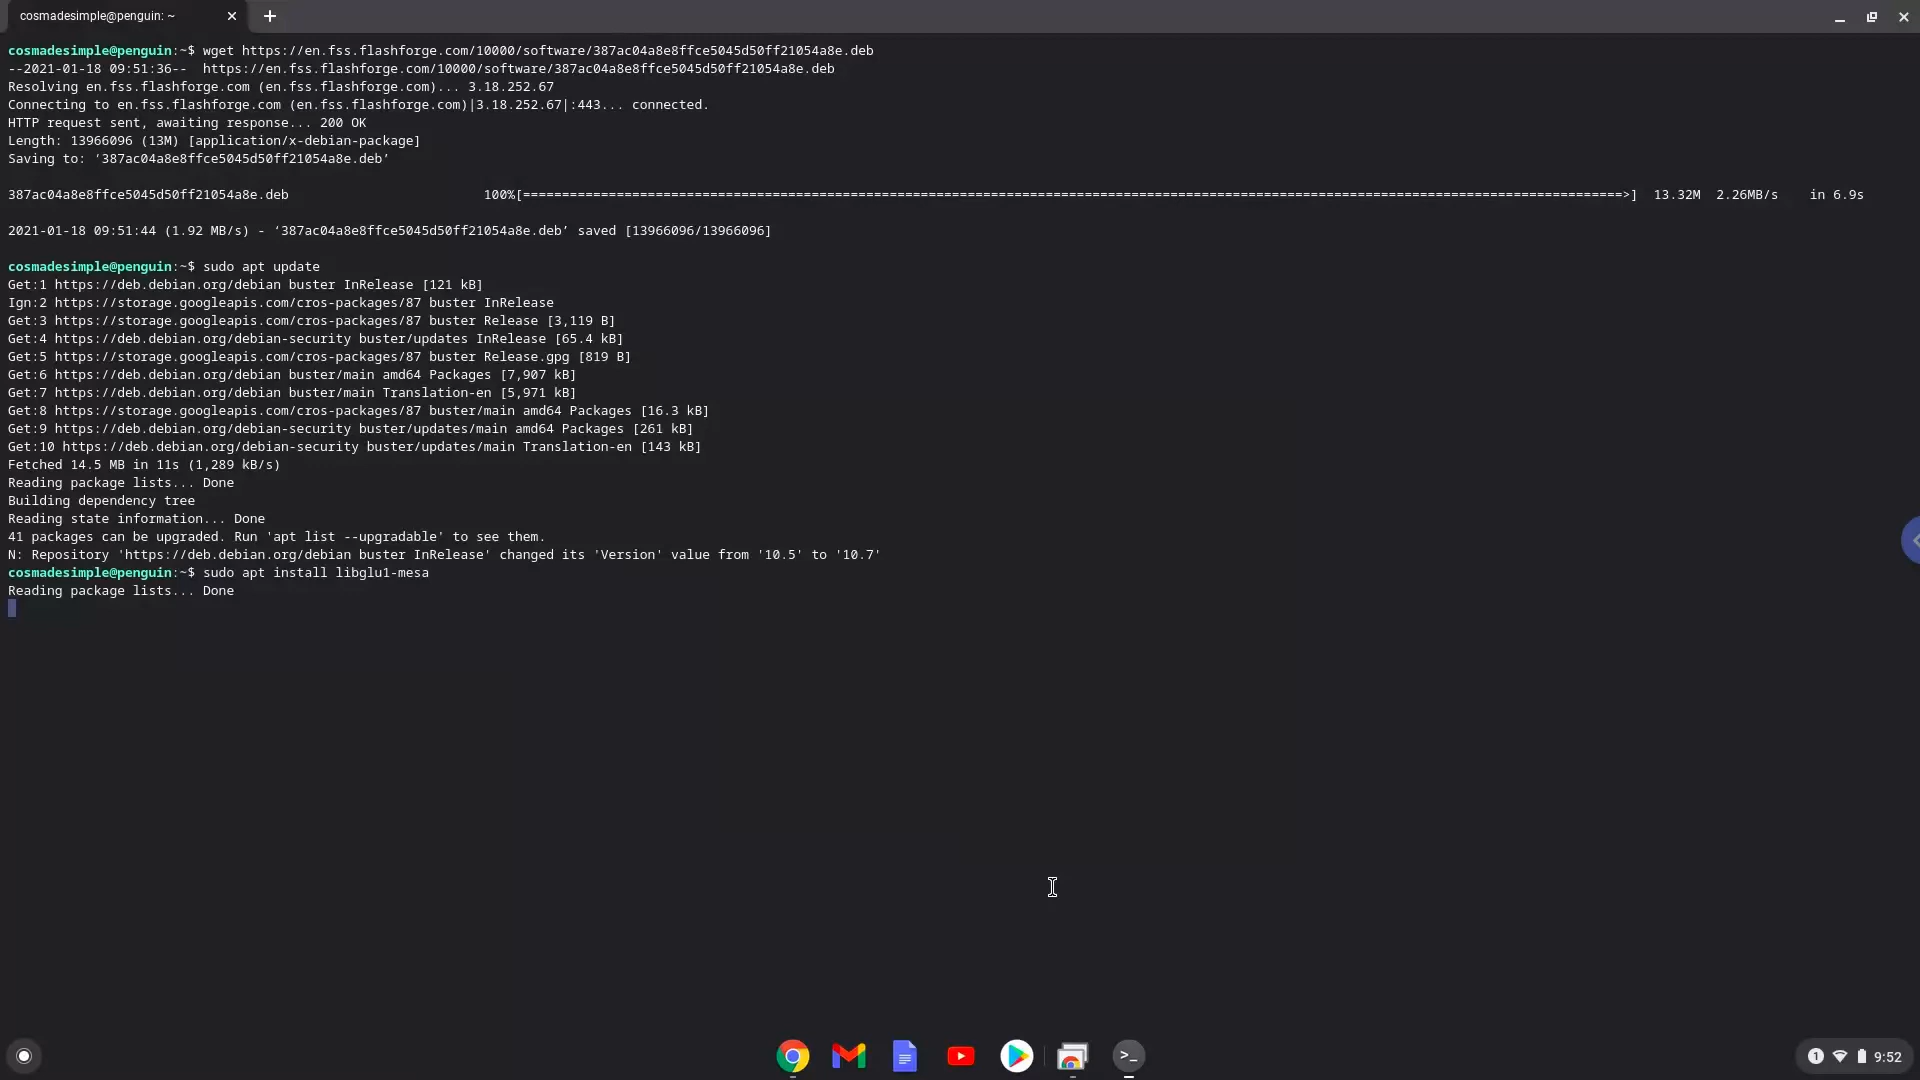 cosmadesimple@penguin: ~
cosmadesimple@penguin:~$ wget https://en.fss.flashforge.com/10000/software/387ac04a8e8ffce5045d50ff21054a8e.deb
--2021-01-18 09:51:36--  https://en.fss.flashforge.com/10000/software/387ac04a8e8ffce5045d50ff21054a8e.deb
Resolving en.fss.flashforge.com (en.fss.flashforge.com)... 3.18.252.67
Connecting to en.fss.flashforge.com (en.fss.flashforge.com)|3.18.252.67|:443... connected.
HTTP request sent, awaiting response... 200 OK
Length: 13966096 (13M) [application/x-debian-package]
Saving to: ‘387ac04a8e8ffce5045d50ff21054a8e.deb’
387ac04a8e8ffce5045d50ff21054a8e.deb 100%[=============================================================================================================================================>] 13.32M 2.26MB/s in 6.9s
2021-01-18 09:51:44 (1.92 MB/s) - ‘387ac04a8e8ffce5045d50ff21054a8e.deb’ saved [13966096/13966096]
cosmadesimple@penguin:~$ sudo apt update
Get:1 https://deb.debian.org/debian buster InRelease [121 kB]
Ign:2 https://storage.googleapis.com/cros-packages/87 buster InRelease
Get:3 https://storage.googleapis.com/cros-packages/87 buster Release [3,119 B]
Get:4 https://deb.debian.org/debian-security buster/updates InRelease [65.4 kB]
Get:5 https://storage.googleapis.com/cros-packages/87 buster Release.gpg [819 B]
Get:6 https://deb.debian.org/debian buster/main amd64 Packages [7,907 kB]
Get:7 https://deb.debian.org/debian buster/main Translation-en [5,971 kB]
Get:8 https://storage.googleapis.com/cros-packages/87 buster/main amd64 Packages [16.3 kB]
Get:9 https://deb.debian.org/debian-security buster/updates/main amd64 Packages [261 kB]
Get:10 https://deb.debian.org/debian-security buster/updates/main Translation-en [143 kB]
Fetched 14.5 MB in 11s (1,289 kB/s)
Reading package lists... Done
Building dependency tree
Reading state information... Done
41 packages can be upgraded. Run 'apt list --upgradable' to see them.
N: Repository 'https://deb.debian.org/debian buster InRelease' changed its 'Version' value from '10.5' to '10.7'
cosmadesimple@penguin:~$ sudo apt install libglu1-mesa
Reading package lists... Done
1 9:52